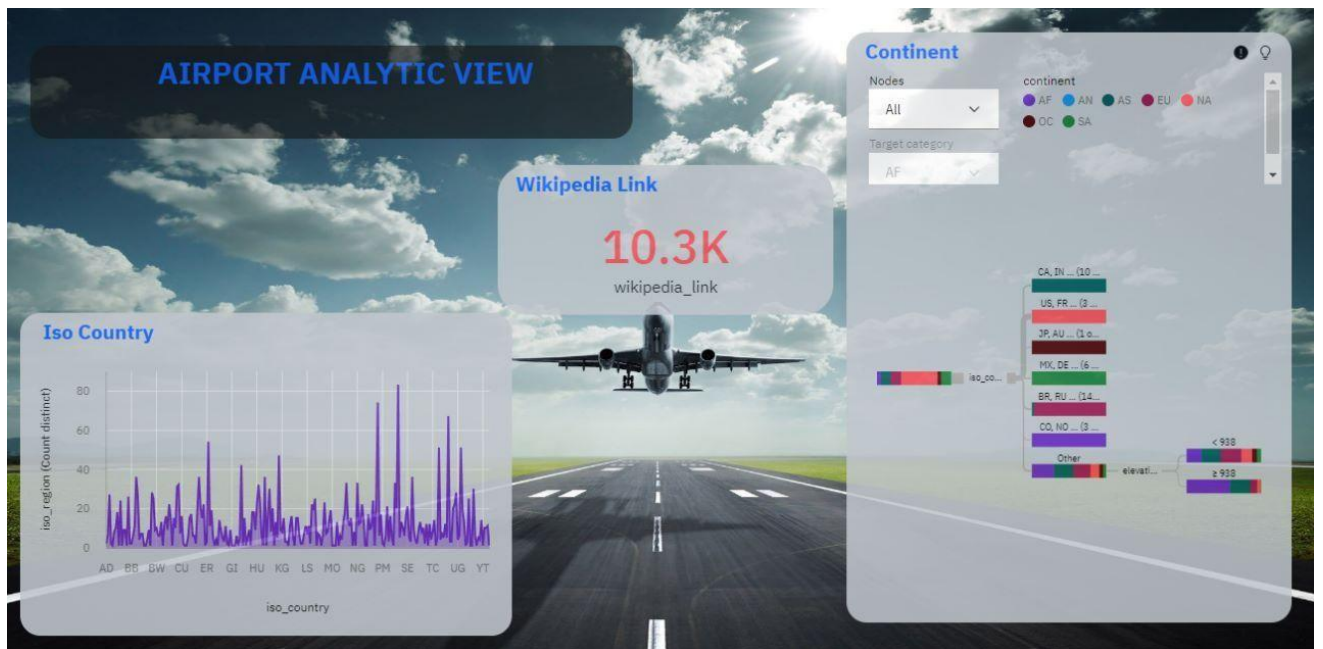 AIRPORT ANALYTIC VIEW
Wikipedia Link
10.3K
wikipedia_link
Iso Country
iso_region (Count distinct)
80
60
40
20
0
AD BB BW CU ER GI HU KG LS MO NG PM SE TC UG YT
iso_country
Continent
Nodes
All
Target category
AF
continent
AF AN AS EU NA
OC SA
CA, IN ... (10 ...
US, FR ... (3 ...
JP, AU ... (1 o...
MX, DE ... (6 ...
BR, RU ... (14...
CO, NO ... (3 ...
Other
iso_co...
elevati...
< 938
≥ 938